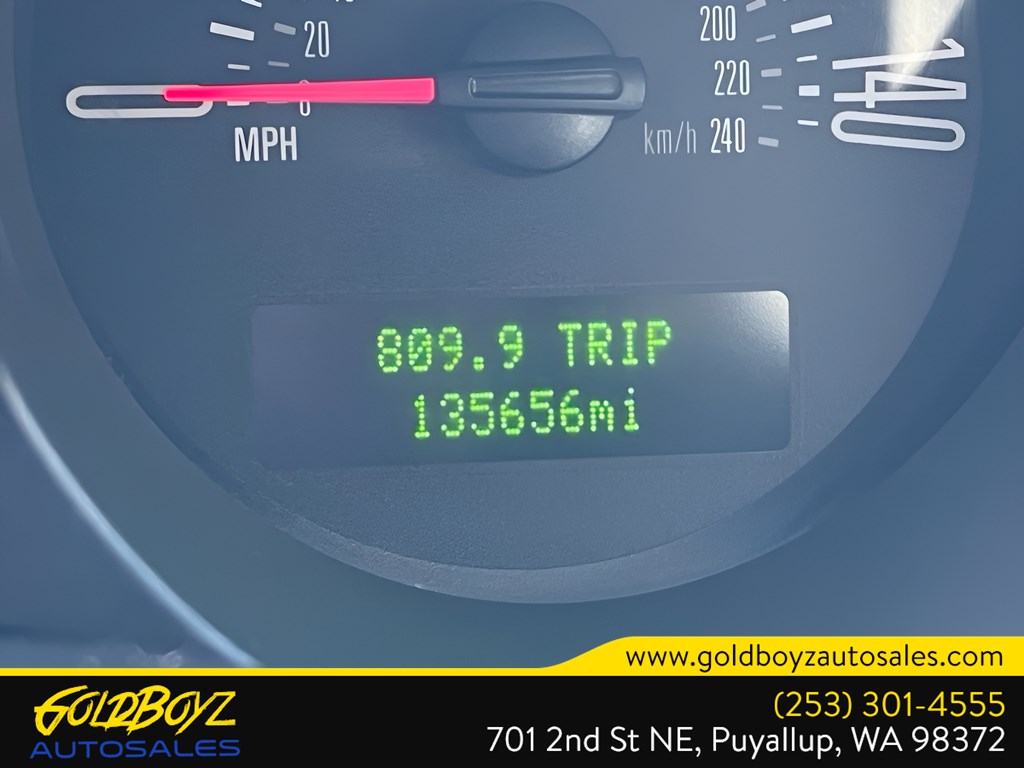 20
0
MPH
200
220
km/h 240
140
809.9 TRIP
135656mi
www.goldboyzautosales.com
GOLDBOYZ
AUTOSALES
(253) 301-4555
701 2nd St NE, Puyallup, WA 98372